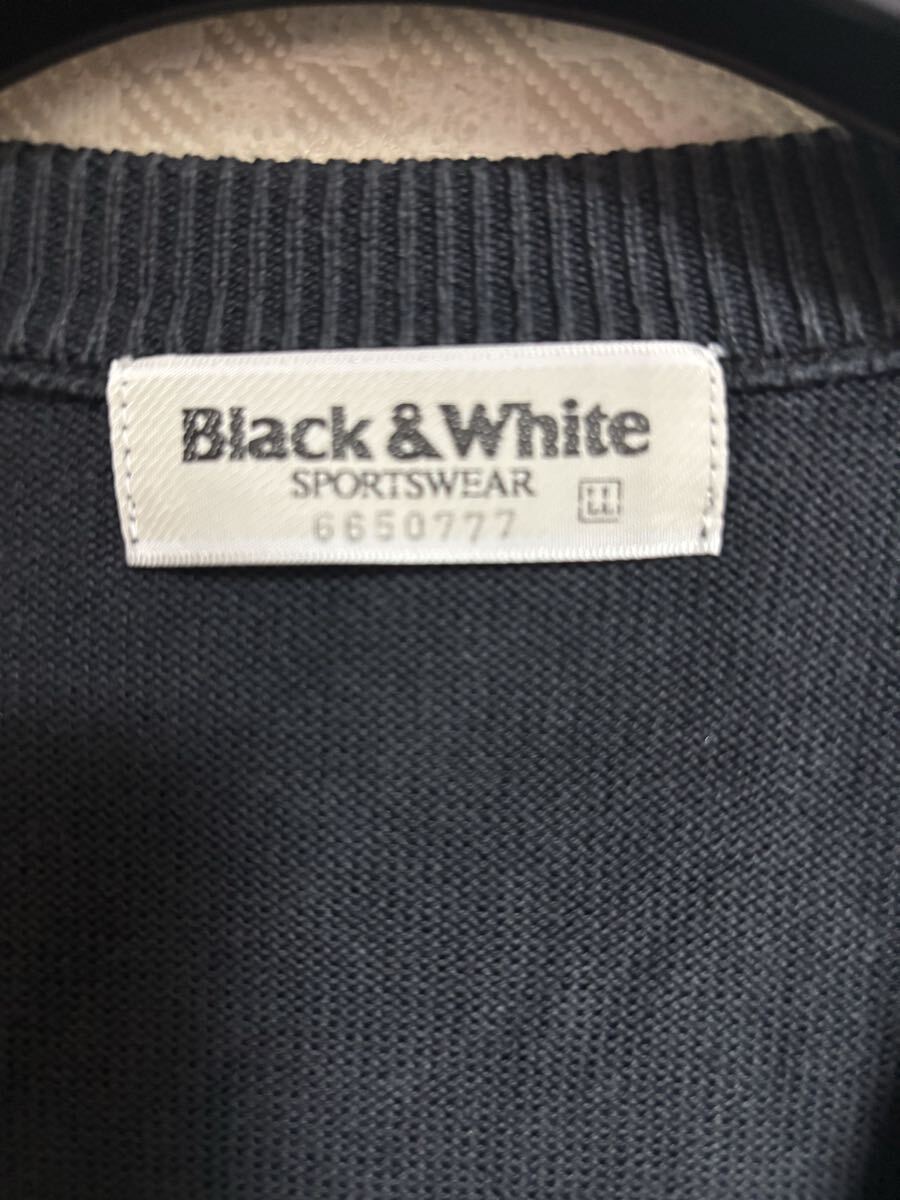 Black & White
SPORTSWEAR
LL
6650777